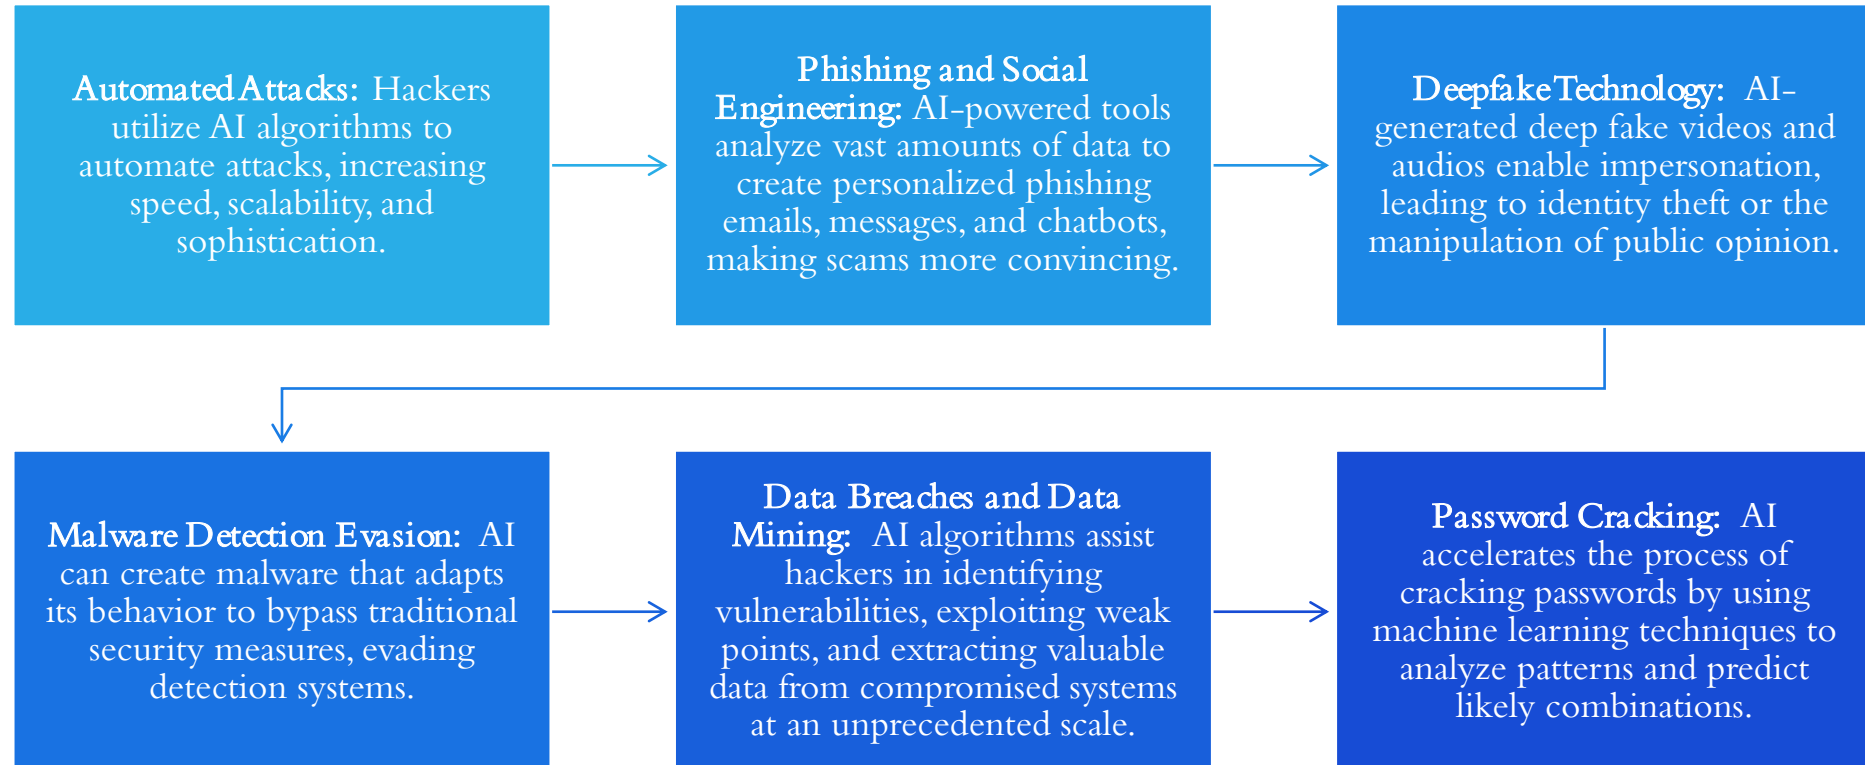 Automated Attacks: Hackers
utilize AI algorithms to
automate attacks, increasing
speed, scalability, and
sophistication.
Phishing and Social
Engineering: AI-powered tools
analyze vast amounts of data to
create personalized phishing
emails, messages, and chatbots,
making scams more convincing.
Deepfake Technology: AI-
generated deep fake videos and
audios enable impersonation,
leading to identity theft or the
manipulation of public opinion.
Malware Detection Evasion: AI
can create malware that adapts
its behavior to bypass traditional
security measures, evading
detection systems.
Data Breaches and Data
Mining: AI algorithms assist
hackers in identifying
vulnerabilities, exploiting weak
points, and extracting valuable
data from compromised systems
at an unprecedented scale.
Password Cracking: AI
accelerates the process of
cracking passwords by using
machine learning techniques to
analyze patterns and predict
likely combinations.